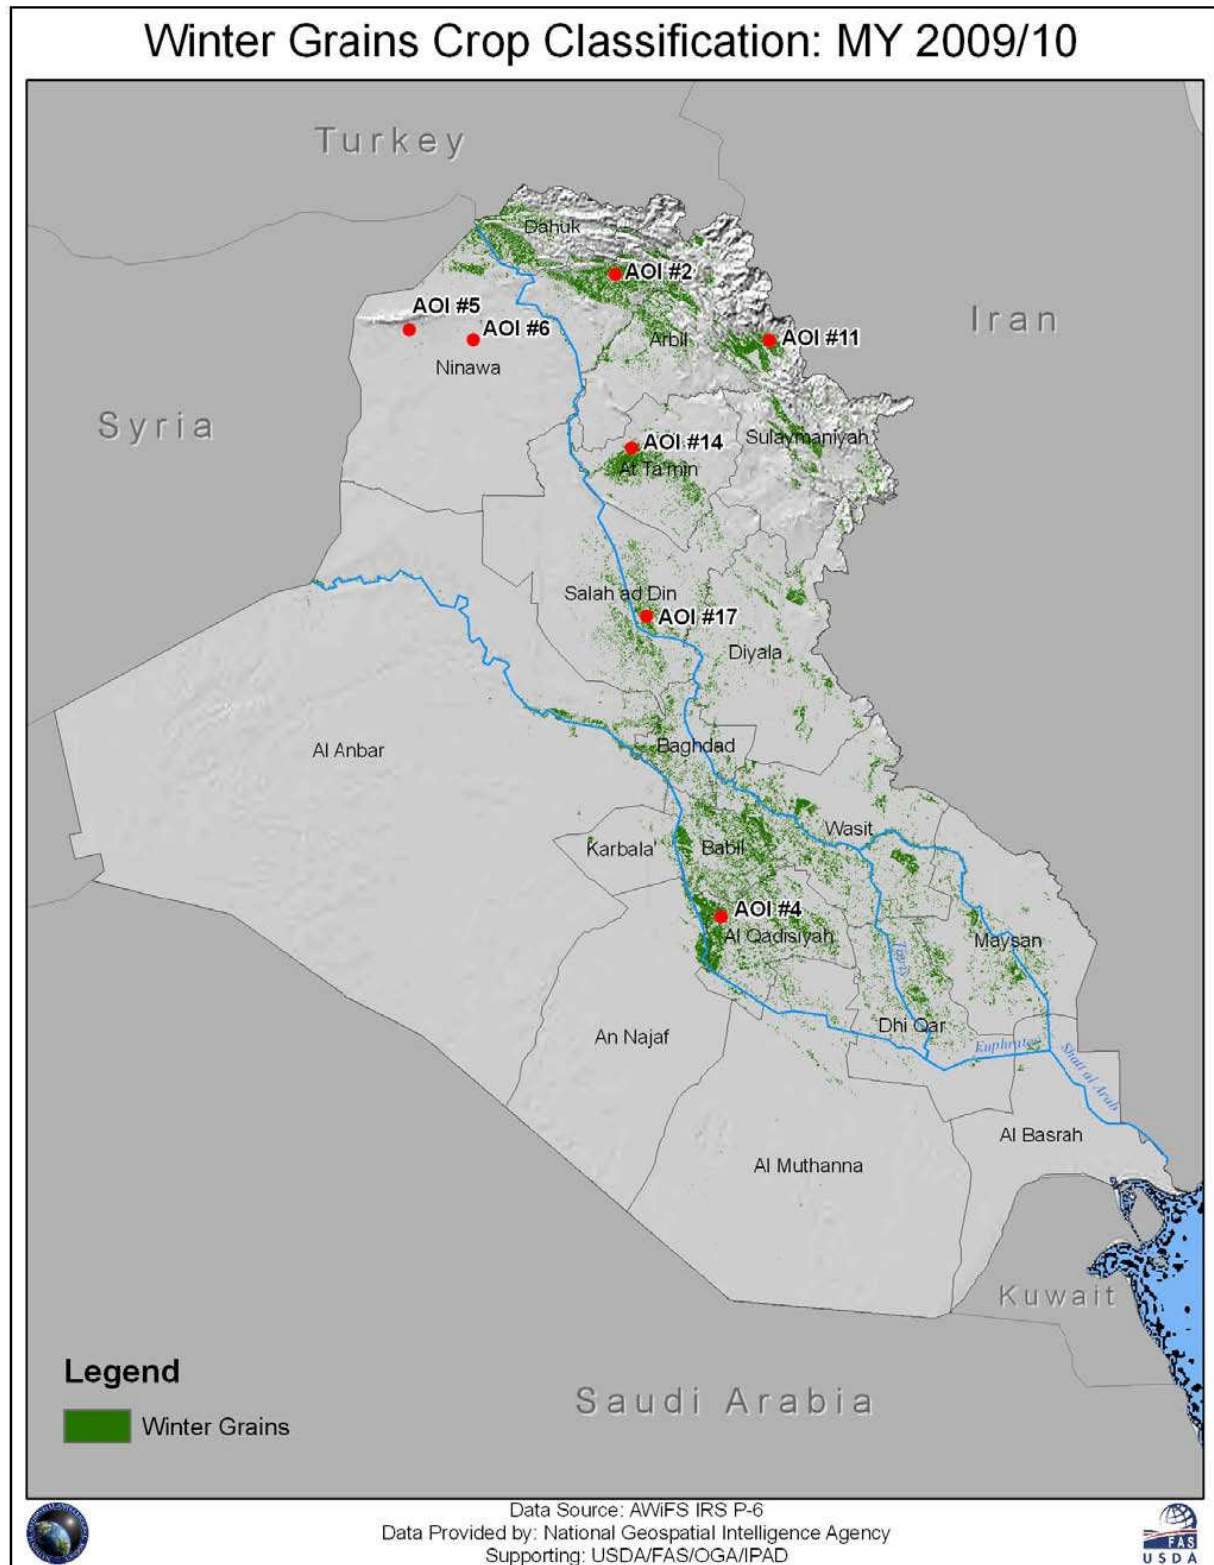 Winter Grains Crop Classification: MY 2009/10
Turkey
Dahuk
AOI #2
AOI #5
AOI #6
Iran
AOI #11
Arbil
Ninawa
Syria
AOI #14
Sulaymaniyah
At Ta'min
Salah ad Din
AOI #17
Diyala
Al Anbar
Baghdad
Wasit
Karbala'
Babil
AOI #4
Al Qadisiyah
Maysan
Tigris
An Najaf
Dhi Qar
Euphrates
Shatt al Arab
Al Basrah
Al Muthanna
Kuwait
Legend
Winter Grains
Saudi Arabia
Data Source: AWiFS IRS P-6
Data Provided by: National Geospatial Intelligence Agency
Supporting: USDA/FAS/OGA/IPAD
FAS
USDA